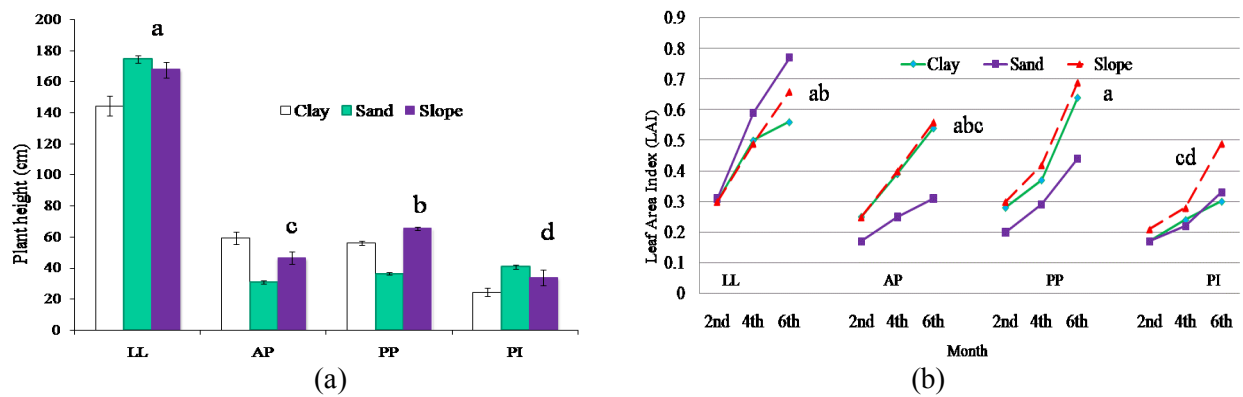 200
180
160
140
120
100
80
60
40
20
0
Plant height (cm)
a
c
b
d
Clay Sand Slope
LL AP PP PI
(a)
0.9
0.8
0.7
0.6
0.5
0.4
0.3
0.2
0.1
0
Leaf Area Index (LAI)
Clay Sand Slope
ab
abc
a
cd
LL AP PP PI
2nd 4th 6th 2nd 4th 6th 2nd 4th 6th 2nd 4th 6th
Month
(b)